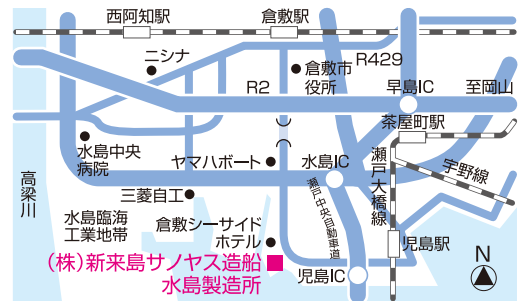 西阿知駅
倉敷駅
ニシナ
R2
倉敷市
役所
R429
早島IC
至岡山
茶屋町駅
水島中央
病院
ヤマハボート
水島IC
瀬戸大橋線
宇野線
高梁川
三菱自工
瀬戸中央自動車道
水島臨海
工業地帯
倉敷シーサイド
ホテル
児島駅
(株)新来島サノヤス造船
水島製造所
児島IC
N